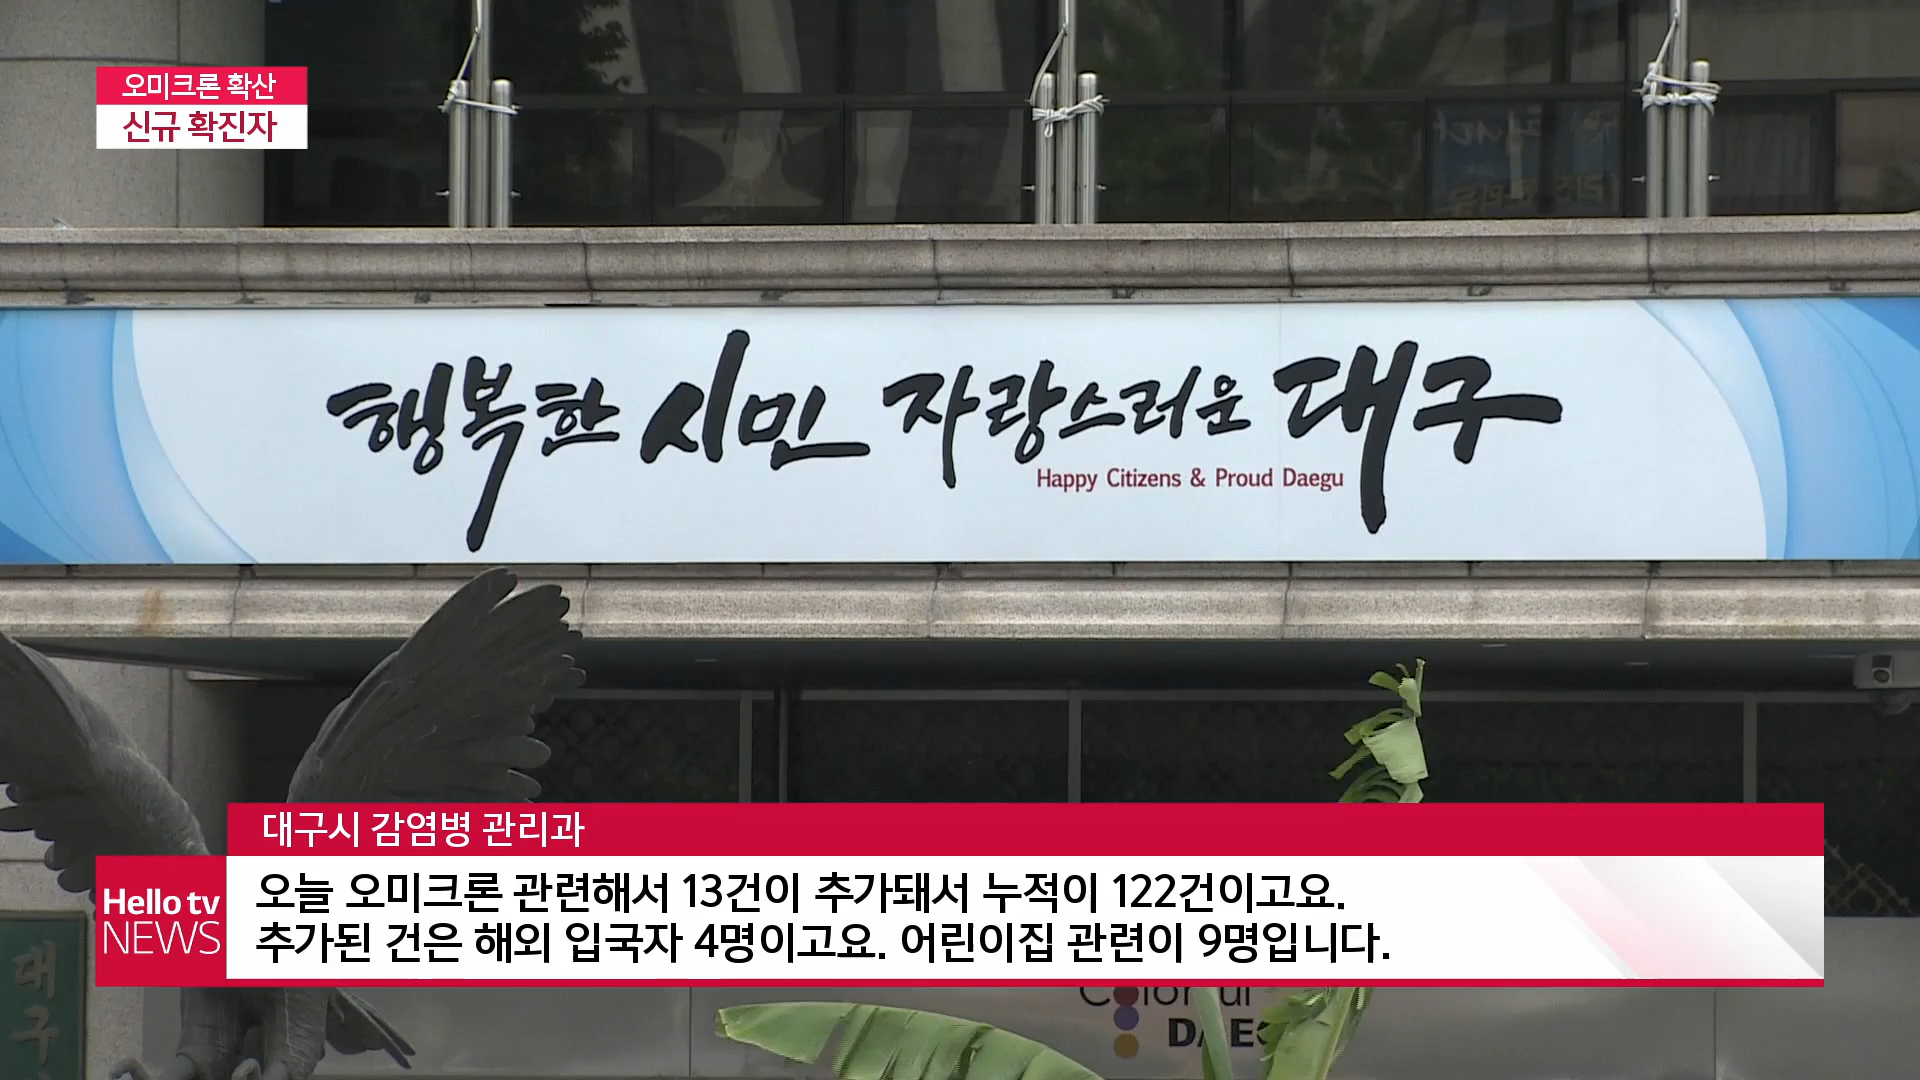 오미크론 확산
신규 확진자
행복한 시민 자랑스러운 대구
Happy Citizens & Proud Daegu
대구시 감염병 관리과
Hello tv
NEWS
오늘 오미크론 관련해서 13건이 추가돼서 누적이 122건이고요.
추가된 건은 해외 입국자 4명이고요. 어린이집 관련이 9명입니다.
대구
Colorful
DAE